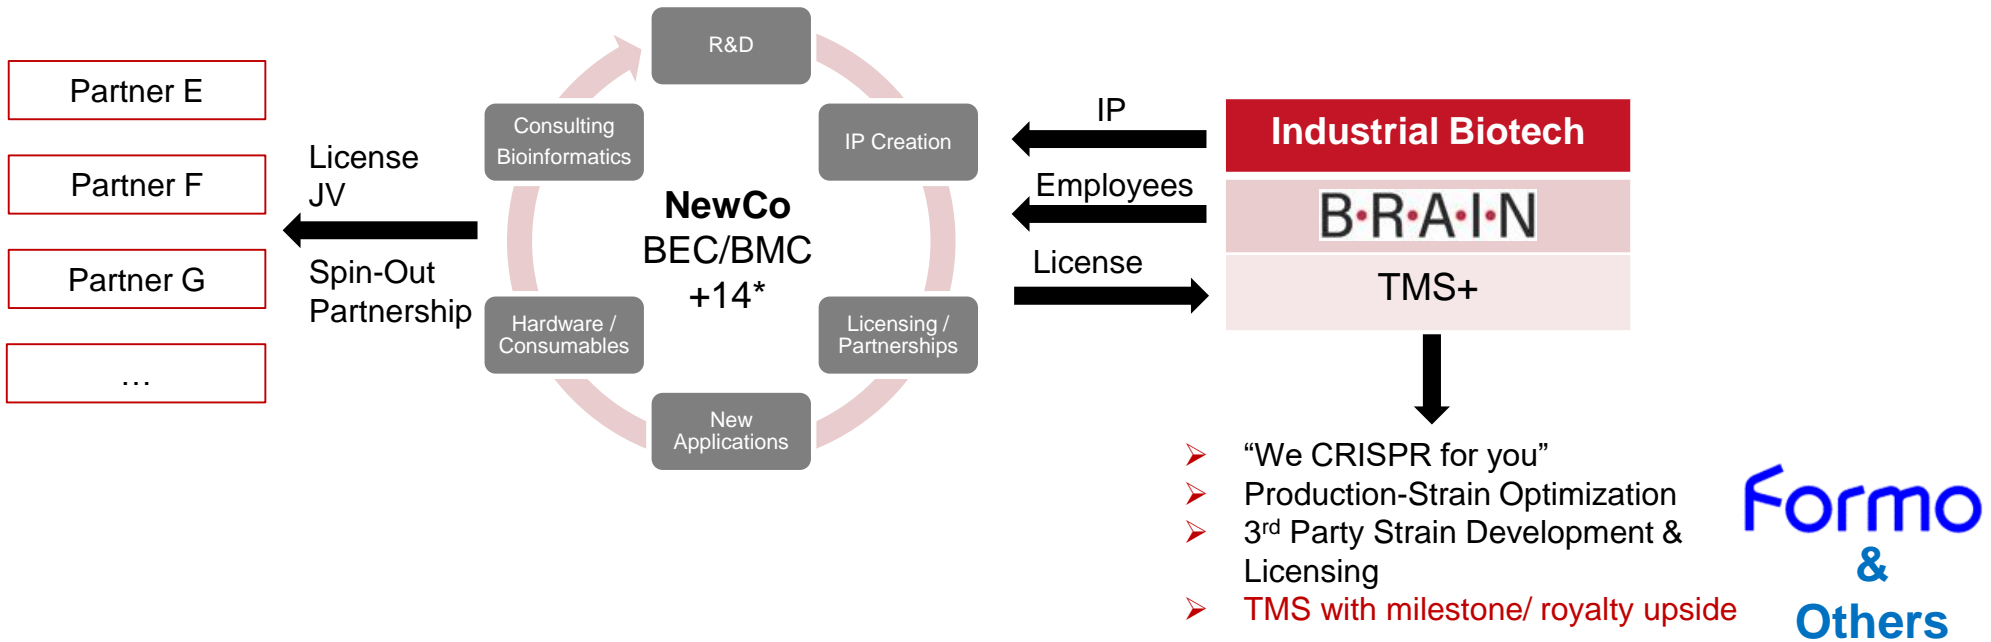 Partner E
Partner F
Partner G
…
License
JV
Spin-Out
Partnership
R&D
IP Creation
Licensing /
Partnerships
New
Applications
Hardware /
Consumables
Consulting
Bioinformatics
NewCo
BEC/BMC
+14*
IP
Employees
License
Industrial Biotech
B•R•A•I•N
TMS+
➢ “We CRISPR for you”
➢ Production-Strain Optimization
➢ 3rd Party Strain Development &
Licensing
➢ TMS with milestone/ royalty upside
Formo
&
Others